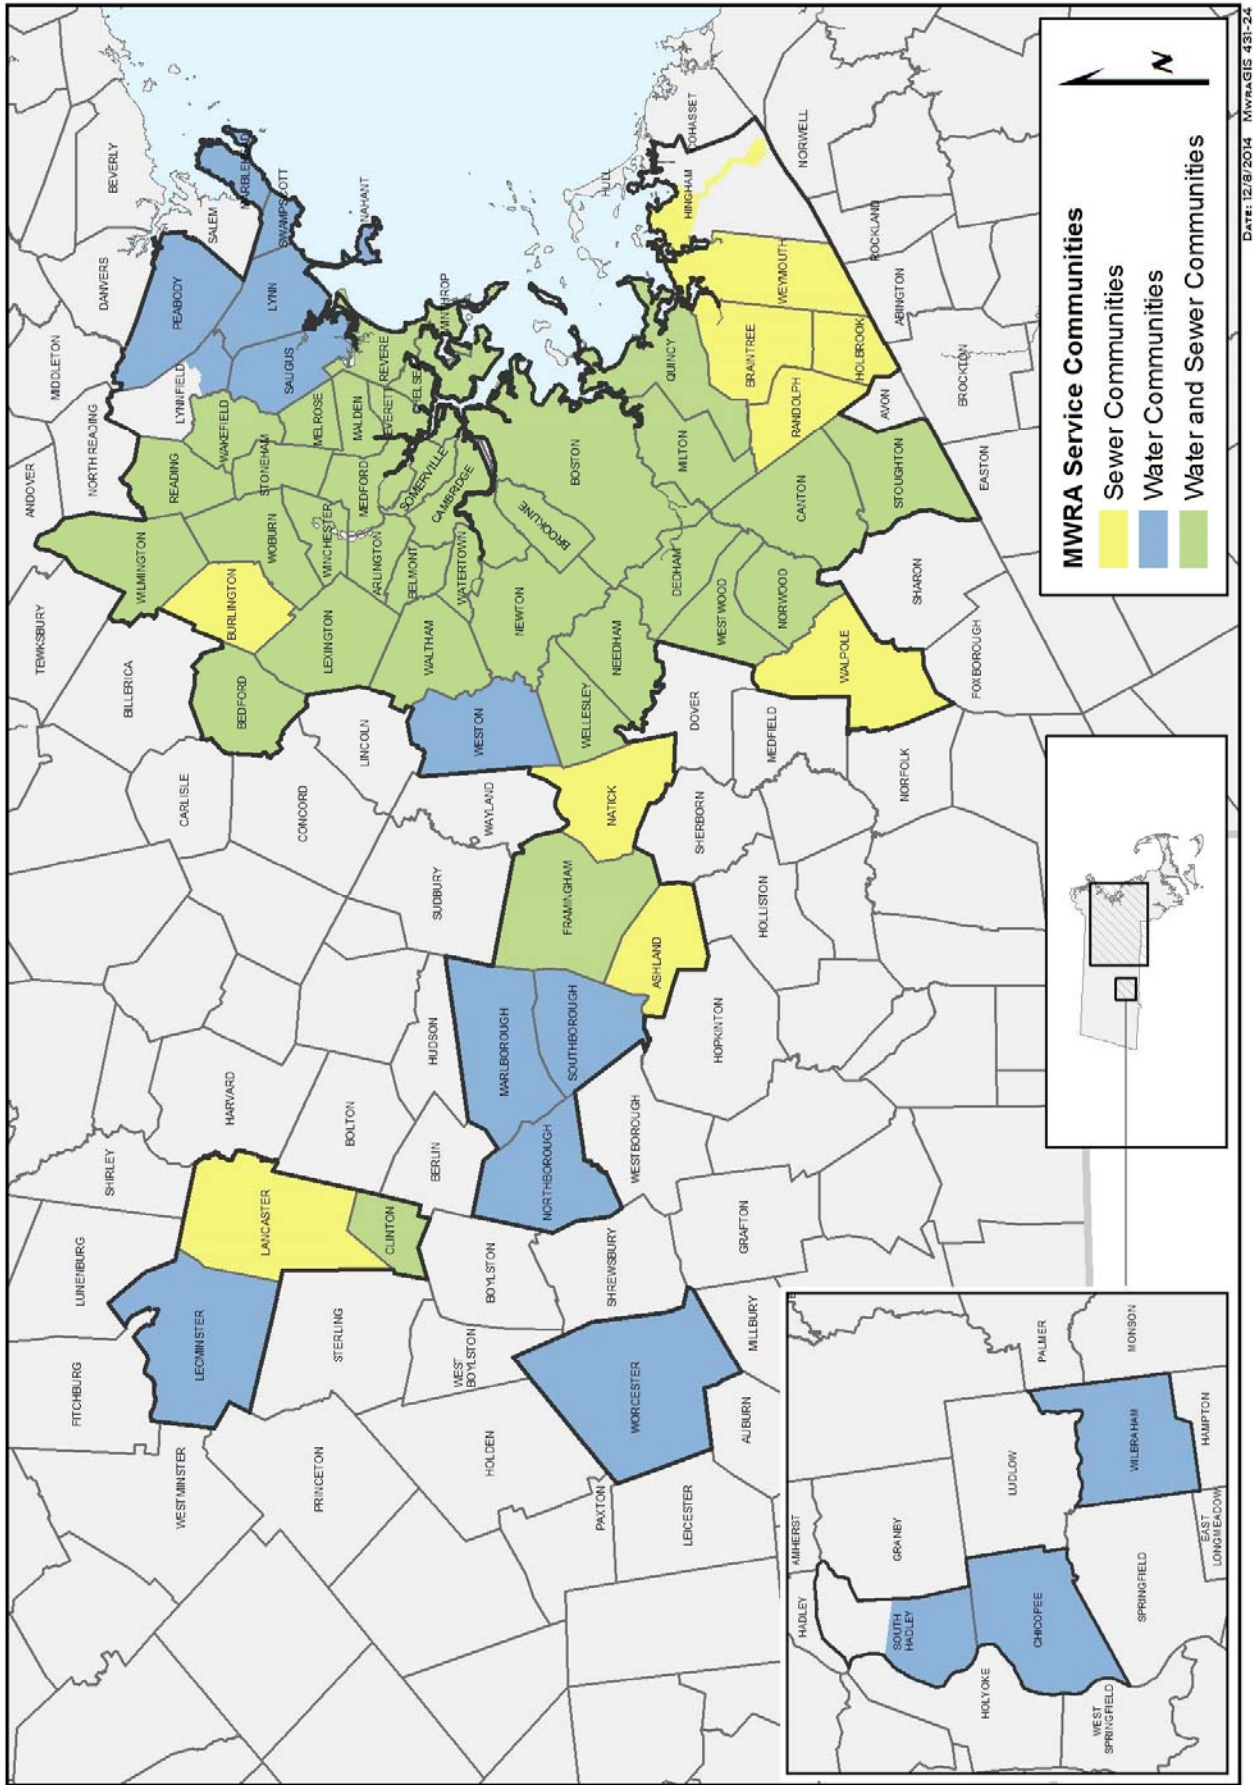 ANDOVER
MIDDLETON
TEWKSBURY
NORTH READING
DANVERS
BEVERLY
BILLERICA
WILMINGTON
READING
LYNNFIELD
PEABODY
SALEM
MARBLEHEAD
SWAMPSCOTT
LYNN
SAUGUS
NAHANT
WAKEFIELD
STONEHAM
MELROSE
BURLINGTON
WOBURN
WINCHESTER
BEDFORD
LEXINGTON
ARLINGTON
MEDFORD
MALDEN
EVERETT
REVERE
CHELSEA
WINTHROP
BELMONT
SOMERVILLE
CAMBRIDGE
WATERTOWN
WALTHAM
CARLISLE
CONCORD
LINCOLN
WESTON
NEWTON
BROOKLINE
BOSTON
WAYLAND
SUDBURY
WELLESLEY
NEEDHAM
DEDHAM
MILTON
QUINCY
HULL
COHASSET
HINGHAM
WEYMOUTH
BRAINTREE
HOLBROOK
RANDOLPH
NORWELL
ROCKLAND
ABINGTON
AVON
BROCKTON
CANTON
STOUGHTON
EASTON
SHARON
WESTWOOD
NORWOOD
WALPOLE
FOXBOROUGH
DOVER
MEDFIELD
NORFOLK
NATICK
SHERBORN
FRAMINGHAM
ASHLAND
HOLLISTON
HOPKINTON
HUDSON
MARLBOROUGH
SOUTHBOROUGH
NORTHBOROUGH
WESTBOROUGH
HARVARD
BOLTON
BERLIN
SHIRLEY
LANCASTER
CLINTON
LUNENBURG
FITCHBURG
LEOMINSTER
STERLING
BOYLSTON
WEST
BOYLSTON
SHREWSBURY
GRAFTON
WORCESTER
MILLBURY
AUBURN
WESTMINSTER
PRINCETON
HOLDEN
PAXTON
LEICESTER
AMHERST
HADLEY
GRANBY
SOUTH
HADLEY
LUDLOW
PALMER
MONSON
WILBRAHAM
HAMPTON
CHICOPEE
HOLYOKE
SPRINGFIELD
EAST
LONGMEADOW
WEST
SPRINGFIELD
MWRA Service Communities
Sewer Communities
Water Communities
Water and Sewer Communities
N
DATE: 12/8/2014 MWRAGIS 431-24